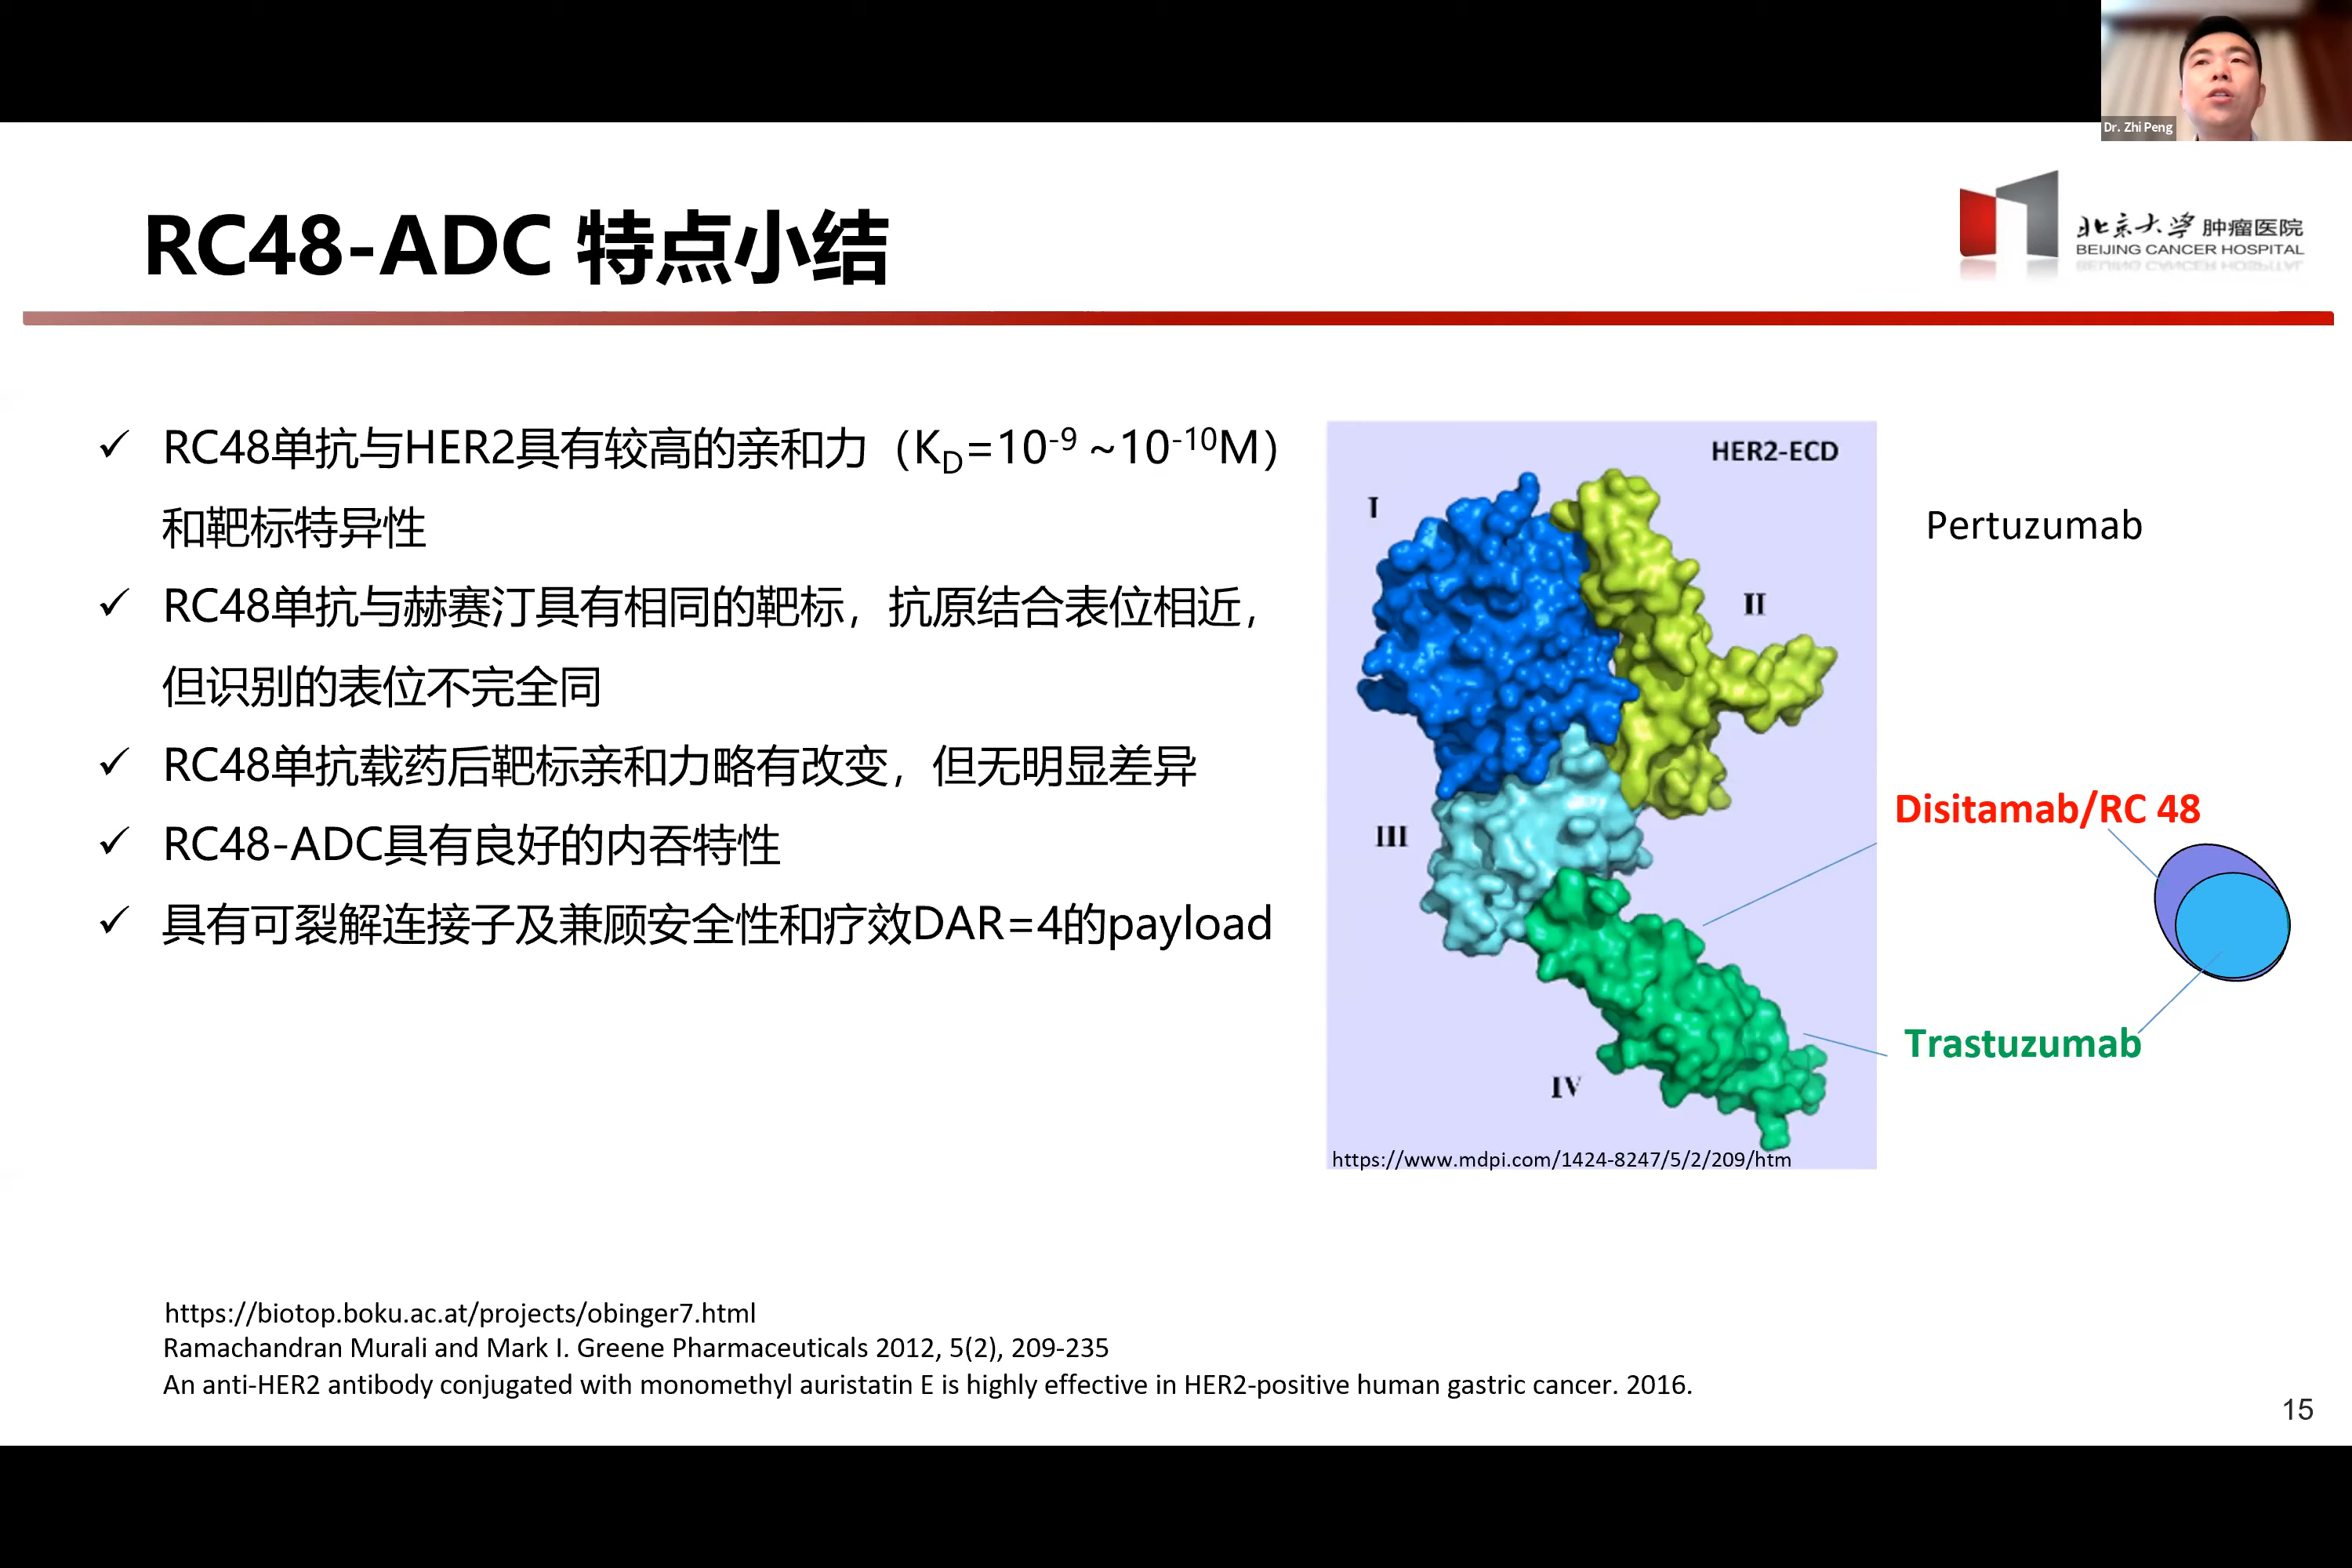 Dr. Zhi Peng
RC48-ADC 特点小结
北京大学 肿瘤医院
BEIJING CANCER HOSPITAL
✓ RC48单抗与HER2具有较高的亲和力（K_D=10^-9 ~10^-10M）
和靶标特异性
✓ RC48单抗与赫赛汀具有相同的靶标，抗原结合表位相近，
但识别的表位不完全同
✓ RC48单抗载药后靶标亲和力略有改变，但无明显差异
✓ RC48-ADC具有良好的内吞特性
✓ 具有可裂解连接子及兼顾安全性和疗效DAR=4的payload
HER2-ECD
I
II
III
IV
https://www.mdpi.com/1424-8247/5/2/209/htm
Pertuzumab
Disitamab/RC 48
Trastuzumab
https://biotop.boku.ac.at/projects/obinger7.html
Ramachandran Murali and Mark I. Greene Pharmaceuticals 2012, 5(2), 209-235
An anti-HER2 antibody conjugated with monomethyl auristatin E is highly effective in HER2-positive human gastric cancer. 2016.
15